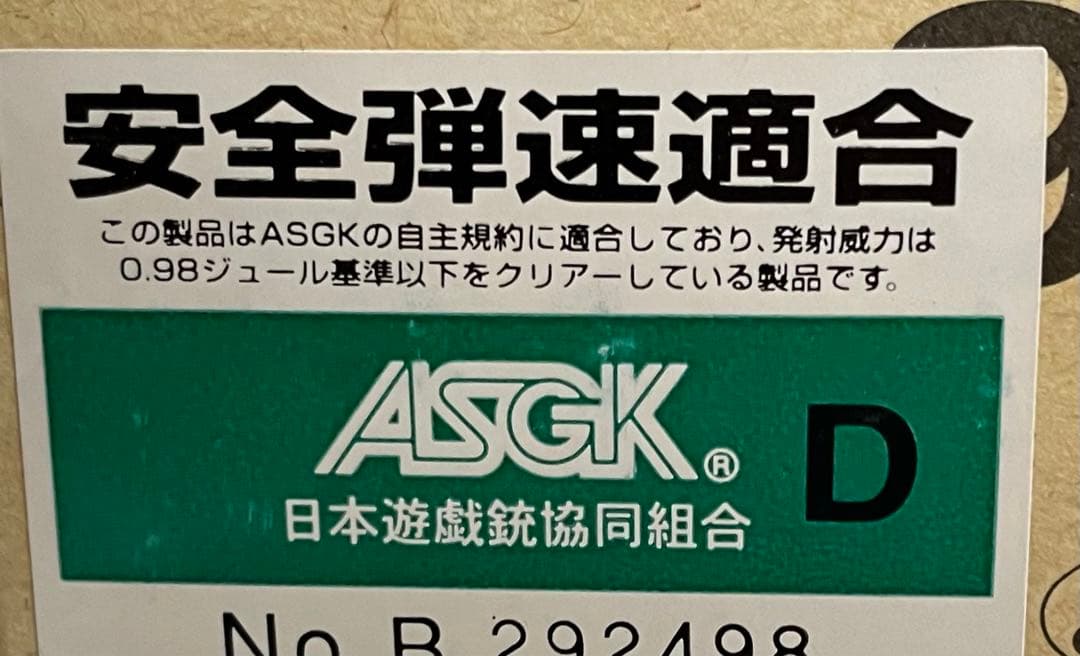 安全弾速適合
この製品はASGKの自主規約に適合しており、発射威力は
0.98ジュール基準以下をクリアーしている製品です。
ASGK® D
日本遊戯銃協同組合
No.B 292498